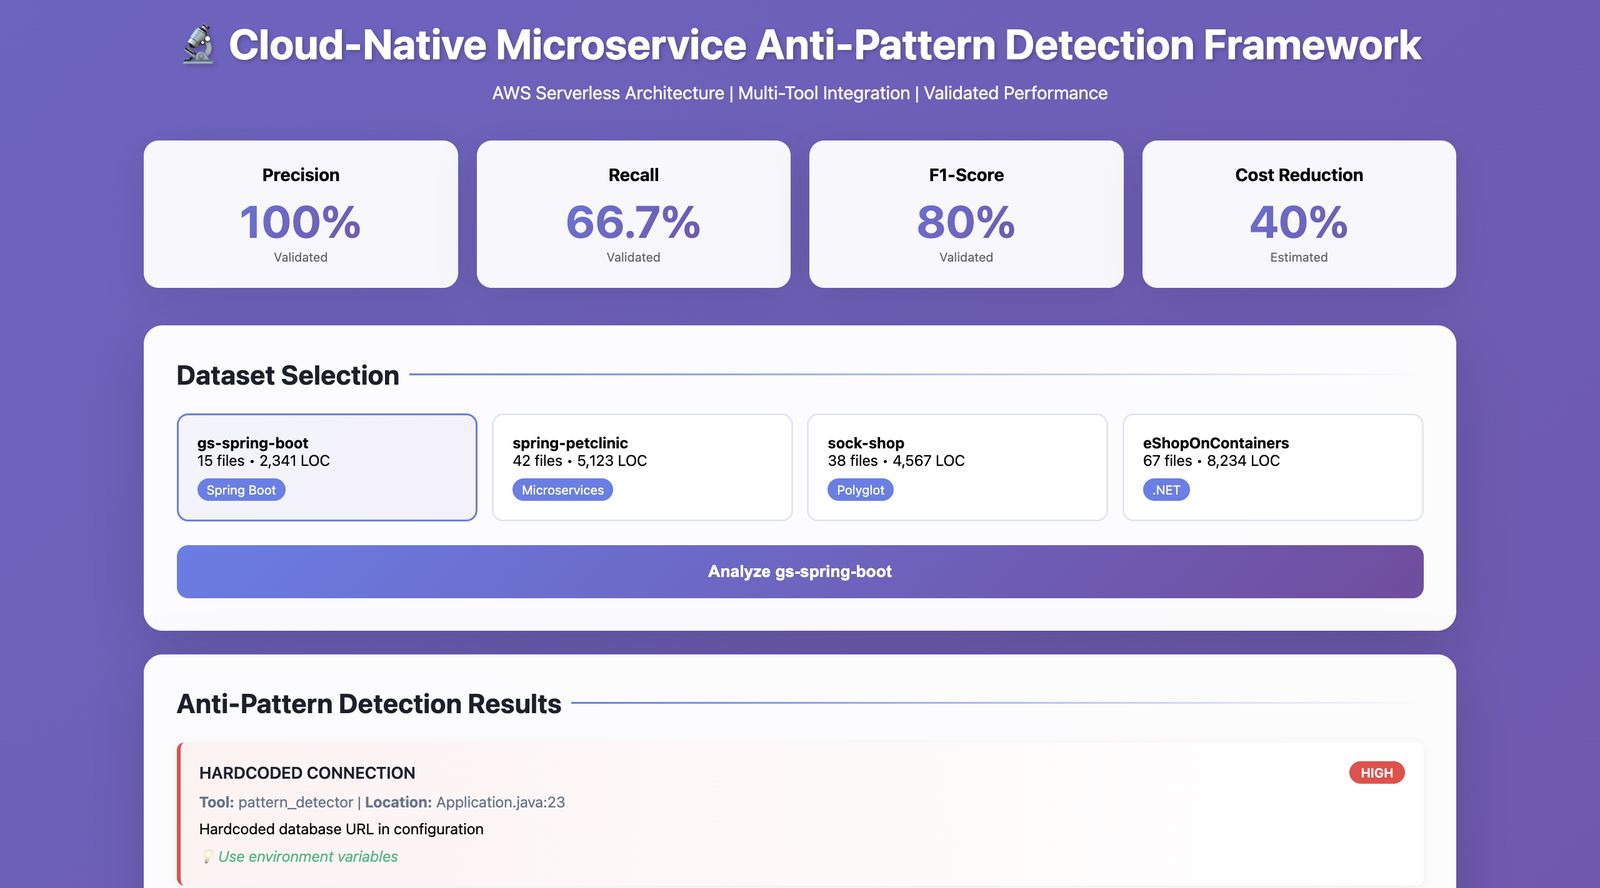 🔬 Cloud-Native Microservice Anti-Pattern Detection Framework
AWS Serverless Architecture | Multi-Tool Integration | Validated Performance
Precision
100%
Validated
Recall
66.7%
Validated
F1-Score
80%
Validated
Cost Reduction
40%
Estimated
Dataset Selection
gs-spring-boot
15 files • 2,341 LOC
Spring Boot
spring-petclinic
42 files • 5,123 LOC
Microservices
sock-shop
38 files • 4,567 LOC
Polyglot
eShopOnContainers
67 files • 8,234 LOC
.NET
Analyze gs-spring-boot
Anti-Pattern Detection Results
HARDCODED CONNECTION
HIGH
Tool: pattern_detector | Location: Application.java:23
Hardcoded database URL in configuration
💡 Use environment variables